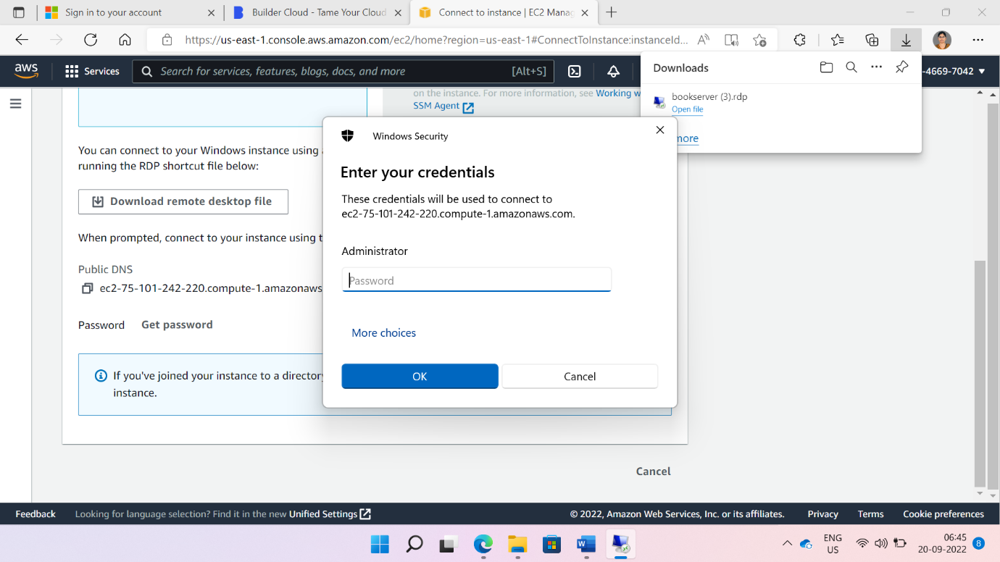 Sign in to your account
Builder Cloud - Tame Your Cloud
Connect to instance | EC2 Manag
https://us-east-1.console.aws.amazon.com/ec2/home?region=us-east-1#ConnectToInstance:instanceId...
aws
Services
Search for services, features, blogs, docs, and more
[Alt+S]
-4669-7042
Downloads
bookserver (3).rdp
Open file
more
on the instance. For more information, see Working w
SSM Agent
You can connect to your Windows instance using
running the RDP shortcut file below:
Download remote desktop file
When prompted, connect to your instance using t
Public DNS
ec2-75-101-242-220.compute-1.amazonaws
Password Get password
If you've joined your instance to a directory
instance.
Windows Security
Enter your credentials
These credentials will be used to connect to
ec2-75-101-242-220.compute-1.amazonaws.com.
Administrator
Password
More choices
OK
Cancel
Cancel
Feedback
Looking for language selection? Find it in the new Unified Settings
© 2022, Amazon Web Services, Inc. or its affiliates.
Privacy
Terms
Cookie preferences
ENG
US
06:45
20-09-2022
8